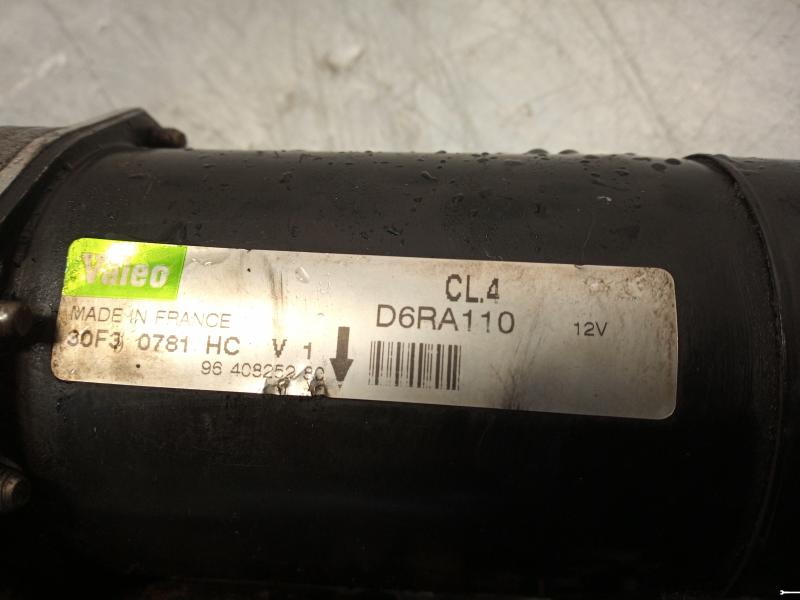 Valeo
CL.4
MADE IN FRANCE
D6RA110
12V
30F3 0781 HC V 1
96 408252 80